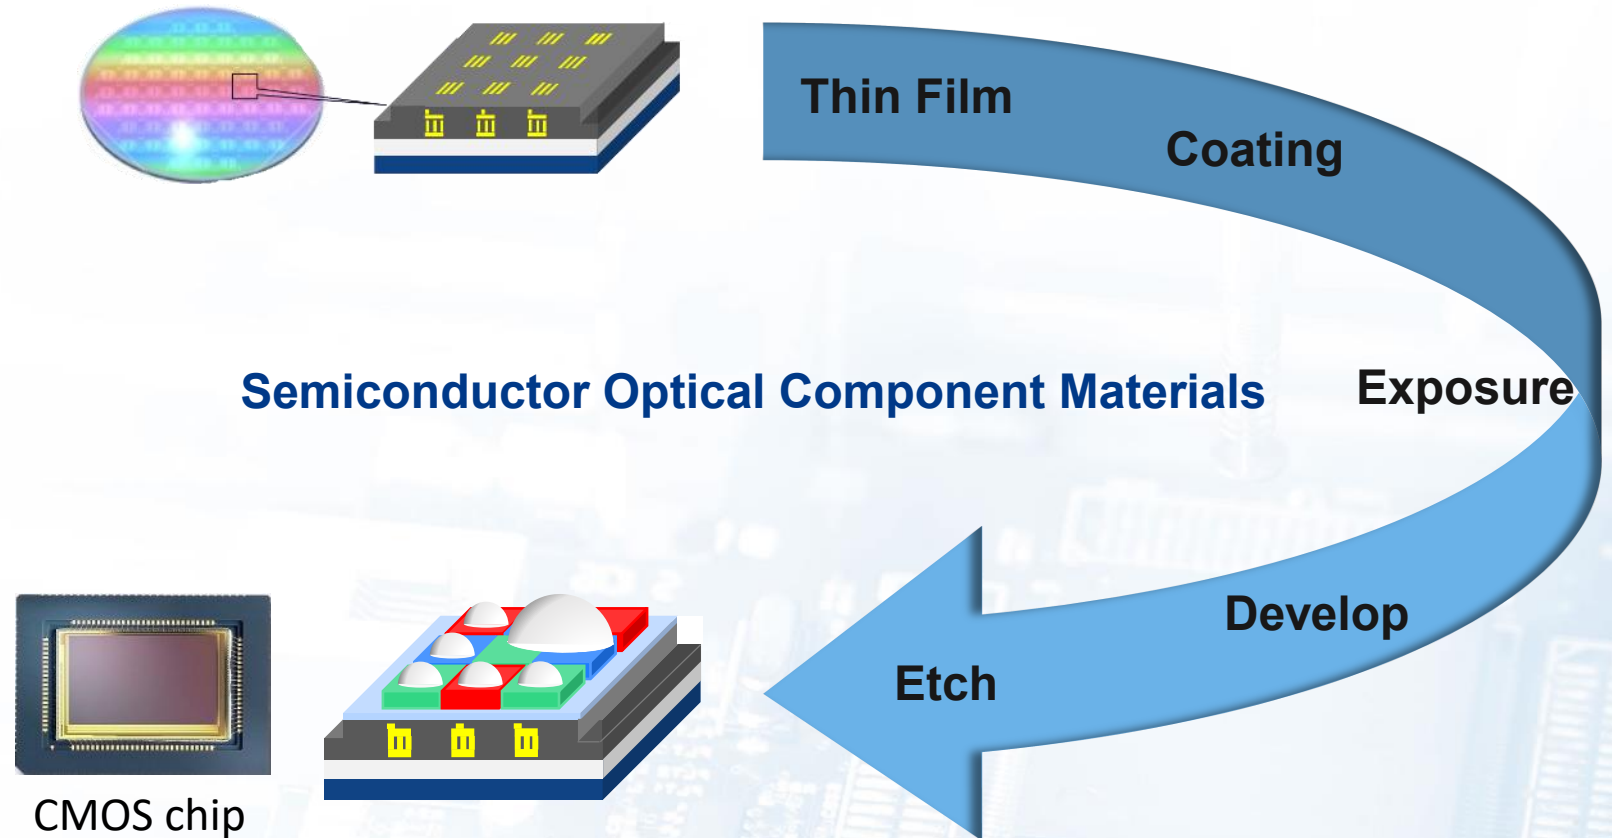 Thin Film
Coating
Semiconductor Optical Component Materials
Exposure
Develop
Etch
CMOS chip